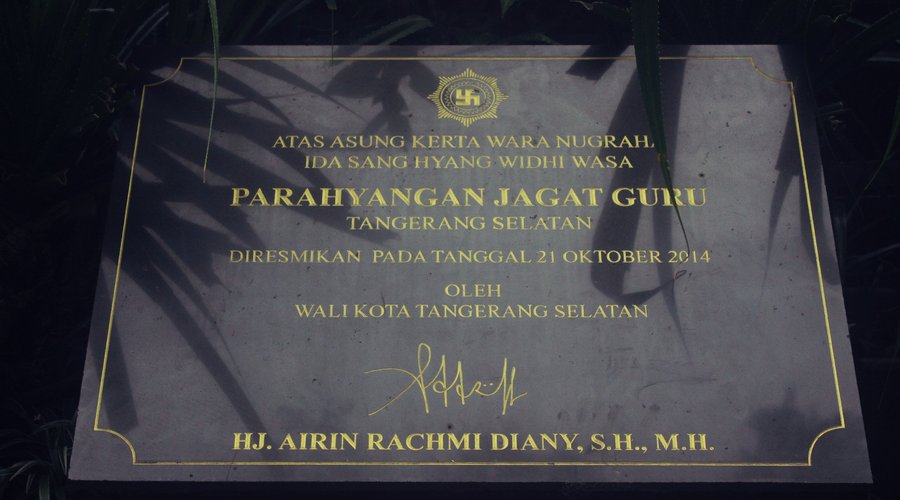 ATAS ASUNG KERTA WARA NUGRAHA
IDA SANG HYANG WIDHI WASA
PARAHYANGAN JAGAT GURU
TANGERANG SELATAN
DIRESMIKAN PADA TANGGAL 21 OKTOBER 2014
OLEH
WALI KOTA TANGERANG SELATAN
HJ. AIRIN RACHMI DIANY, S.H., M.H.